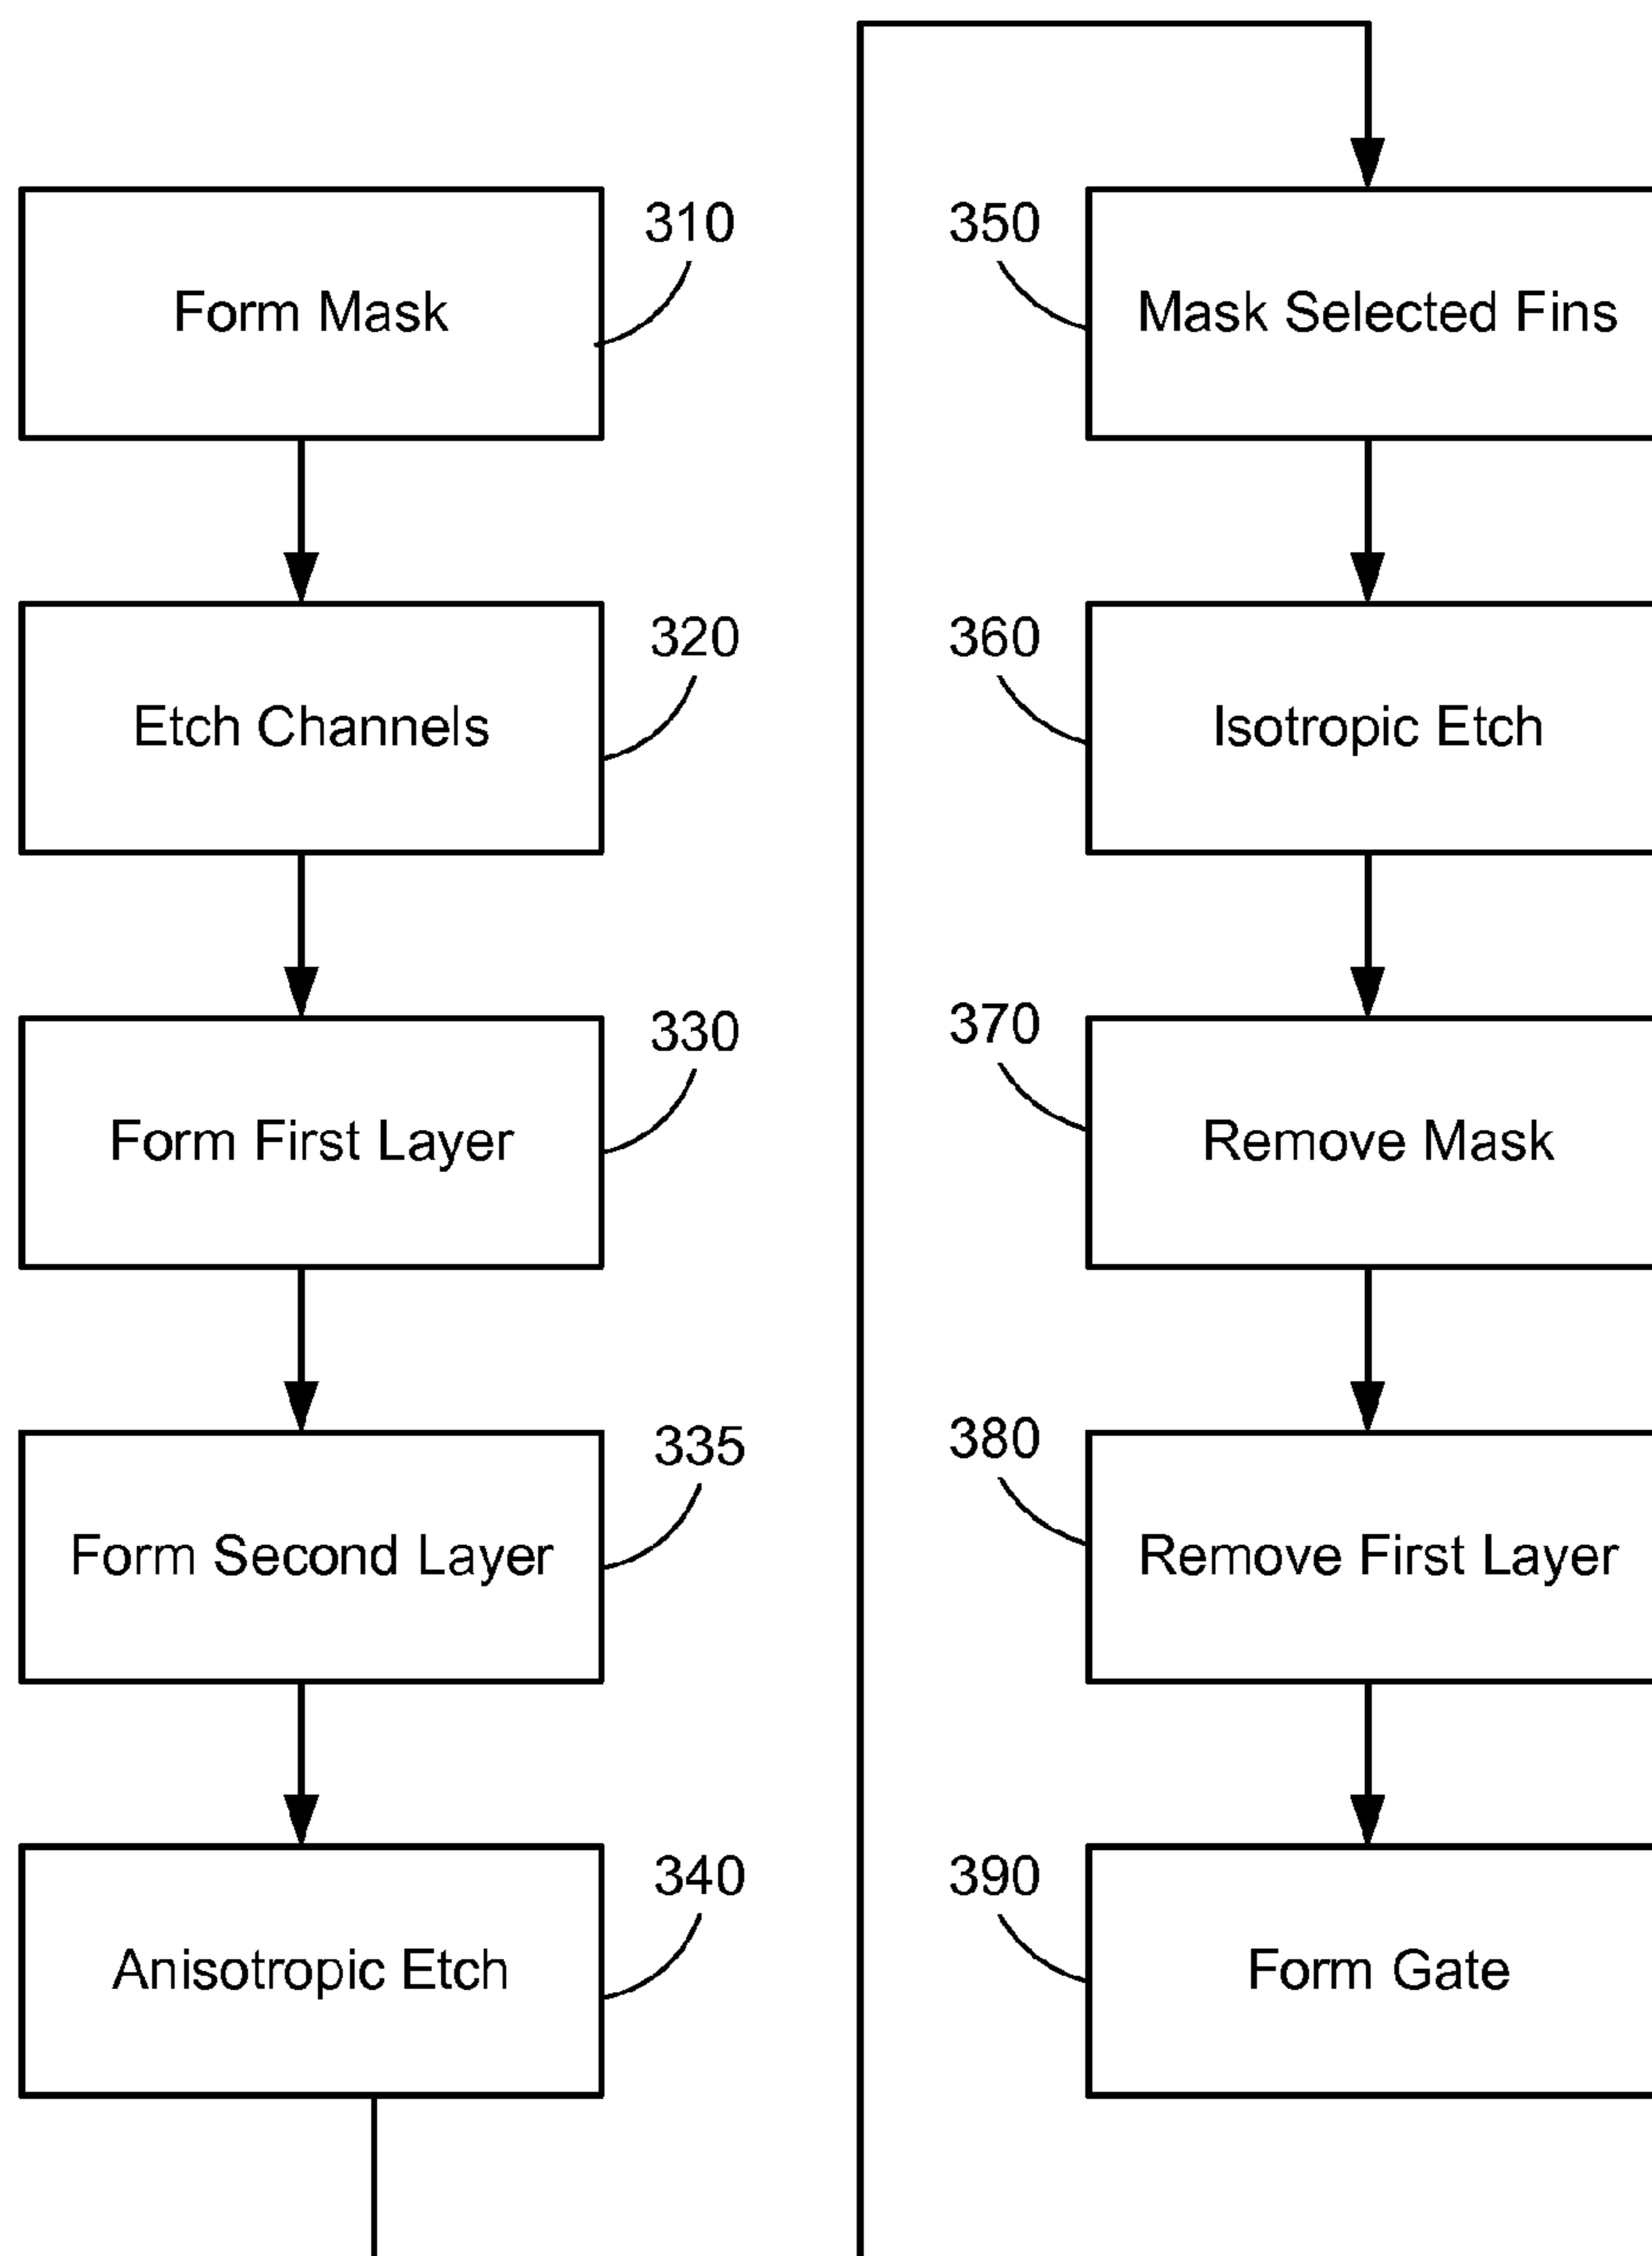 310
Form Mask
320
Etch Channels
330
Form First Layer
335
Form Second Layer
340
Anisotropic Etch
350
Mask Selected Fins
360
Isotropic Etch
370
Remove Mask
380
Remove First Layer
390
Form Gate